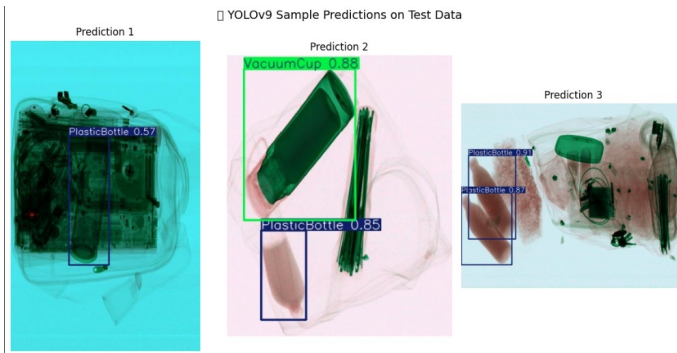 ▯ YOLOv9 Sample Predictions on Test Data
Prediction 1
PlasticBottle 0.57
Prediction 2
VacuumCup 0.88
PlasticBottle 0.85
Prediction 3
PlasticBottle 0.91
PlasticBottle 0.87